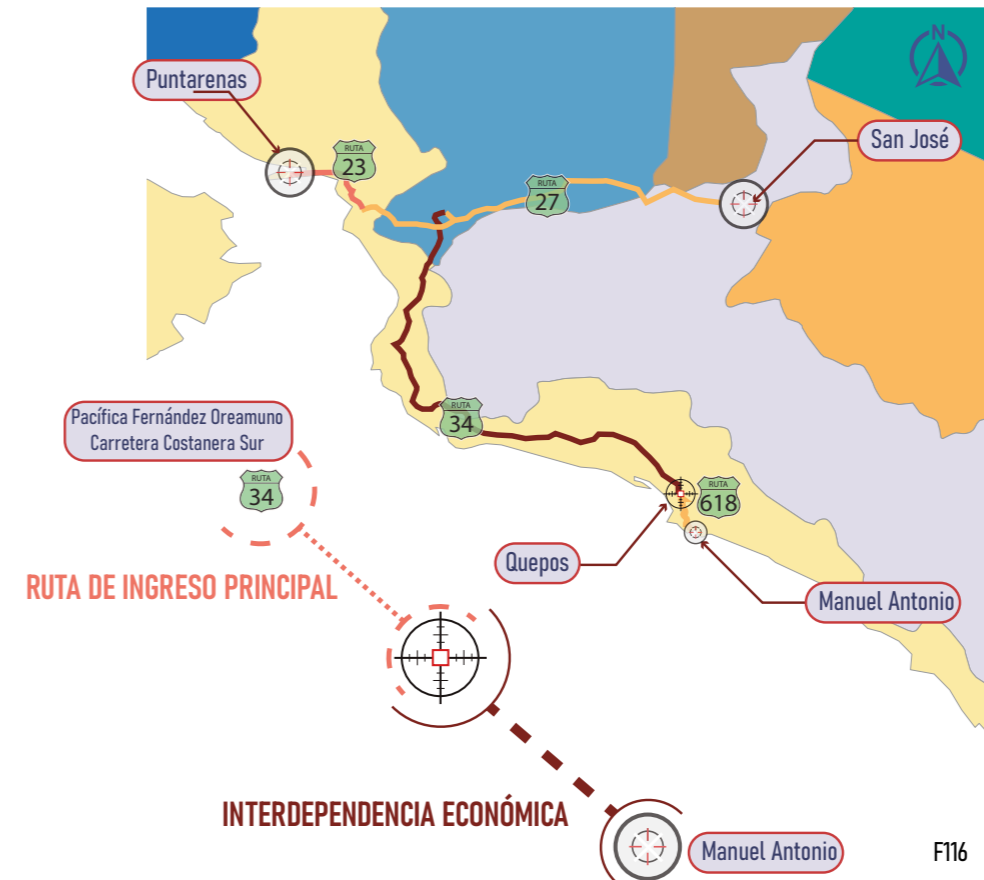 N
Puntarenas
San José
RUTA
23
RUTA
27
Pacífica Fernández Oreamuno
Carretera Costanera Sur
RUTA
34
RUTA
34
RUTA
618
Quepos
RUTA DE INGRESO PRINCIPAL
Manuel Antonio
INTERDEPENDENCIA ECONÓMICA
Manuel Antonio
F116